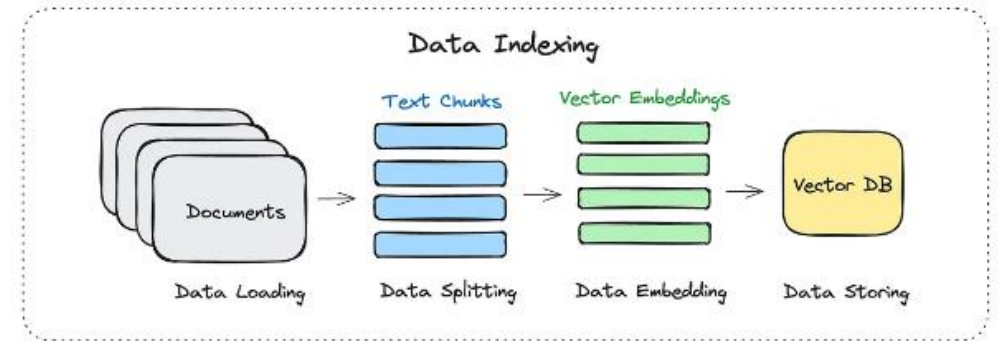 Data Indexing
Text Chunks
Vector Embeddings
Documents
Vector DB
Data Loading
Data Splitting
Data Embedding
Data Storing